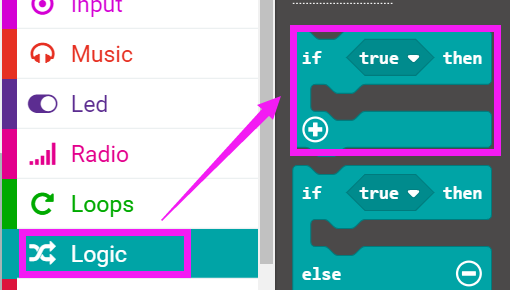 Input
Music
Led
Radio
Loops
Logic
if true then
if true then
else